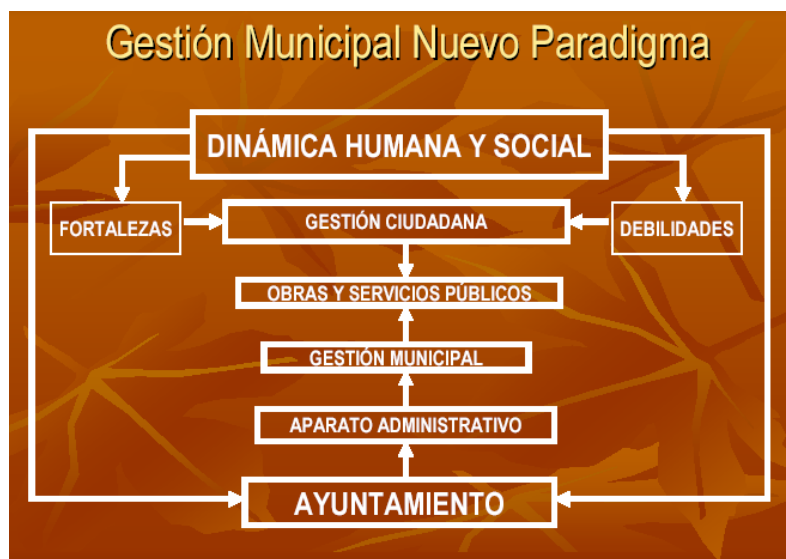 Gestión Municipal Nuevo Paradigma
DINÁMICA HUMANA Y SOCIAL
FORTALEZAS
GESTIÓN CIUDADANA
DEBILIDADES
OBRAS Y SERVICIOS PÚBLICOS
GESTIÓN MUNICIPAL
APARATO ADMINISTRATIVO
AYUNTAMIENTO